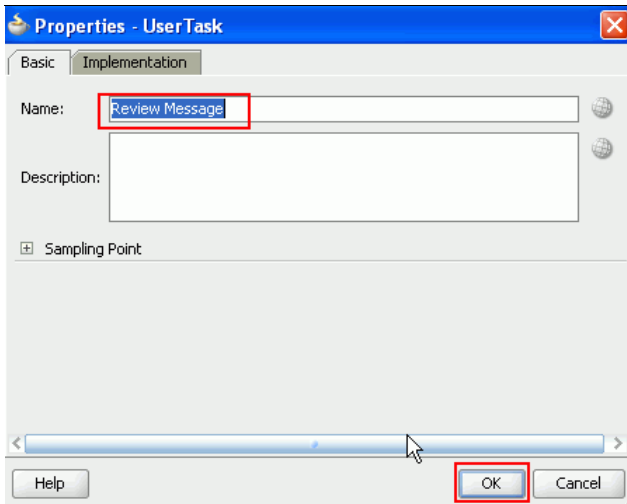 Properties - UserTask
Basic Implementation
Name: Review Message
Description:
Sampling Point
Help OK Cancel